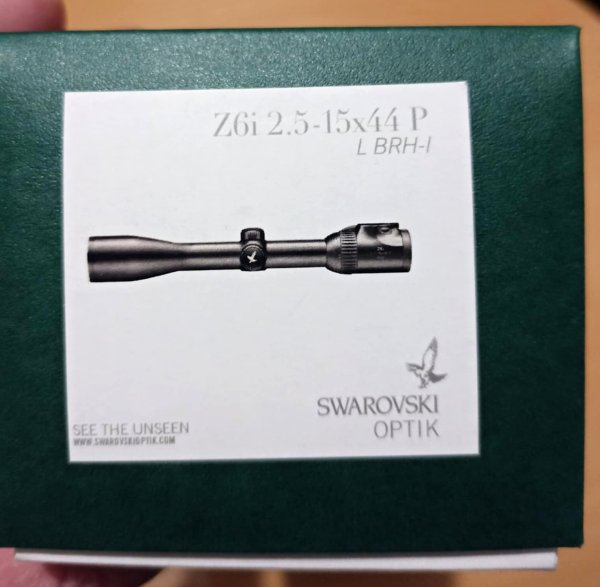 Z6i 2.5-15x44 P
L BRH-I
SWAROVSKI
OPTIK
SEE THE UNSEEN
WWW.SWAROVSKIOPTIK.COM